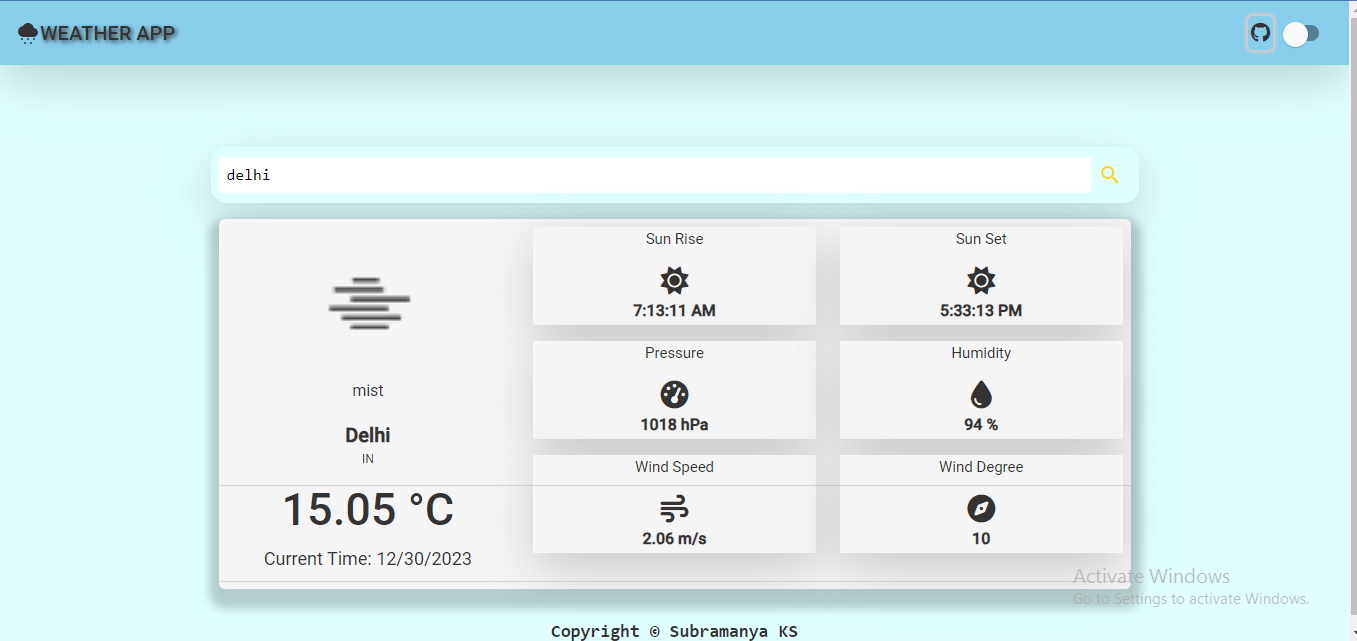 WEATHER APP
delhi
mist
Delhi
IN
15.05 °C
Current Time: 12/30/2023
Sun Rise
7:13:11 AM
Sun Set
5:33:13 PM
Pressure
1018 hPa
Humidity
94 %
Wind Speed
2.06 m/s
Wind Degree
10
Activate Windows
Go to Settings to activate Windows.
Copyright © Subramanya KS